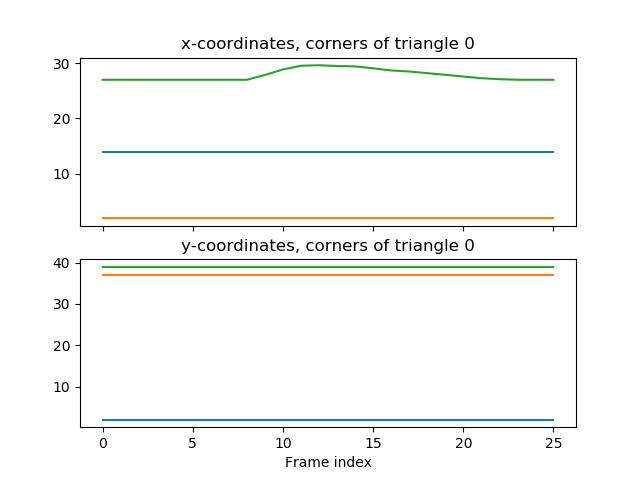 x-coordinates, corners of triangle 0
30
20
10
y-coordinates, corners of triangle 0
40
30
20
10
0 5 10 15 20 25
Frame index